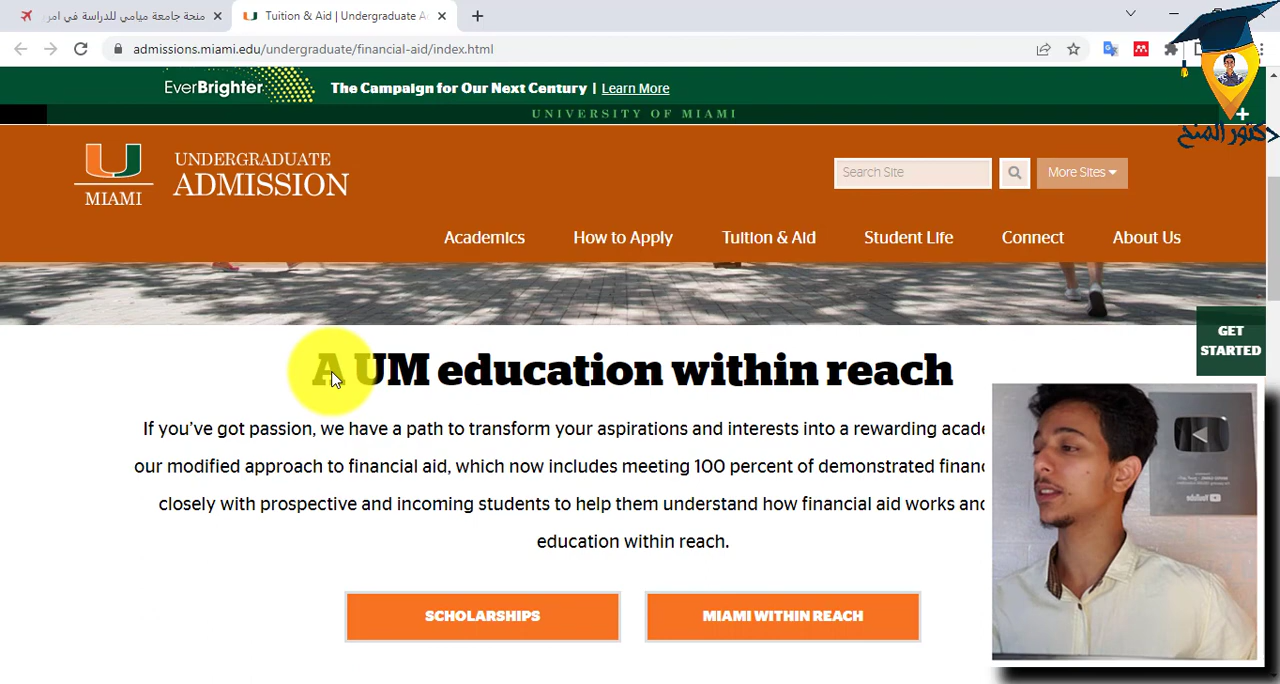 منحة جامعة ميامي للدراسة في امر
Tuition & Aid | Undergraduate A
admissions.miami.edu/undergraduate/financial-aid/index.html
EverBrighter The Campaign for Our Next Century | Learn More
UNIVERSITY OF MIAMI
دكتور المنح
U MIAMI
UNDERGRADUATE
ADMISSION
Search Site
More Sites
Academics How to Apply Tuition & Aid Student Life Connect About Us
GET
STARTED
A UM education within reach
If you've got passion, we have a path to transform your aspirations and interests into a rewarding acade
our modified approach to financial aid, which now includes meeting 100 percent of demonstrated financ
closely with prospective and incoming students to help them understand how financial aid works and
education within reach.
SCHOLARSHIPS
MIAMI WITHIN REACH